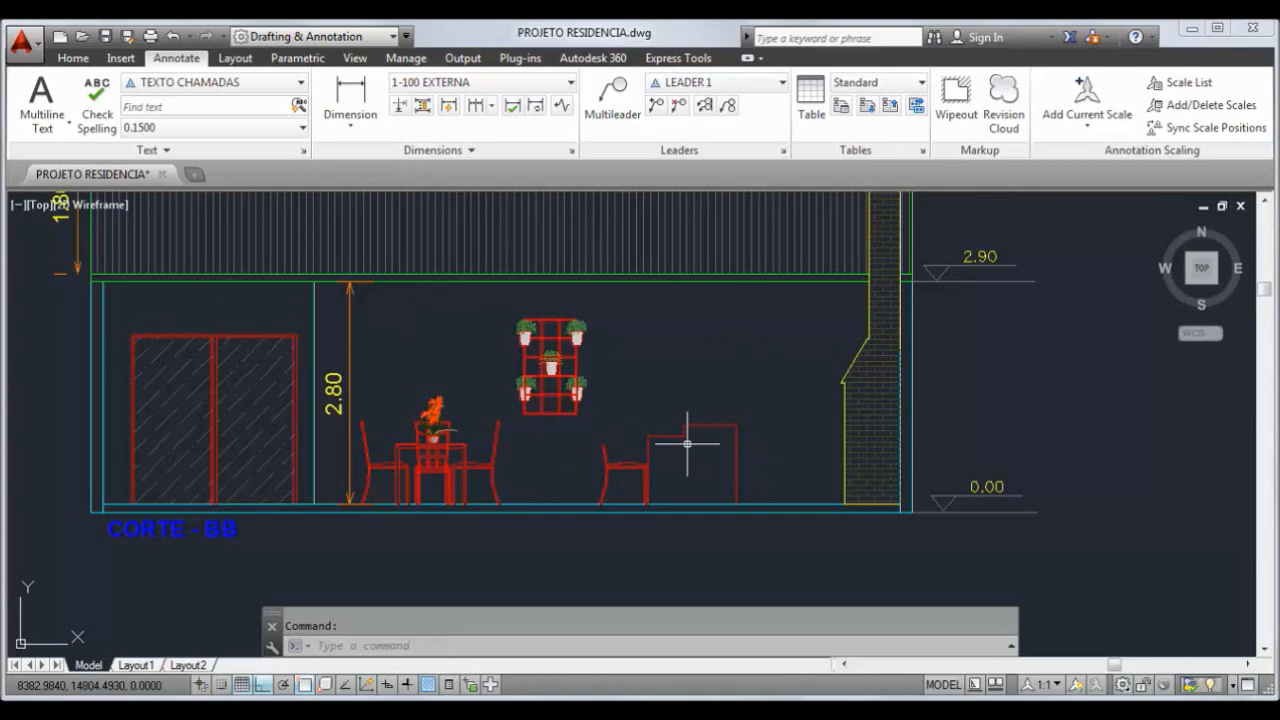 Drafting & Annotation
PROJETO RESIDENCIA.dwg
Type a keyword or phrase
Sign In
Home Insert Annotate Layout Parametric View Manage Output Plug-ins Autodesk 360 Express Tools
Multiline Text
ABC
Check Spelling
TEXTO CHAMADAS
Find text
ABC
0.1500
Text
Dimension
1-100 EXTERNA
Dimensions
Multileader
LEADER 1
Leaders
Table
Standard
Tables
Wipeout
Revision Cloud
Markup
Add Current Scale
Scale List
Add/Delete Scales
Sync Scale Positions
Annotation Scaling
PROJETO RESIDENCIA*
[−][Top][2D Wireframe]
N
W TOP E
S
WCS
2.90
2.80
0.00
CORTE - BB
Y
X
Command:
Type a command
Model Layout1 Layout2
8382.9840, 14804.4930, 0.0000
MODEL
1:1